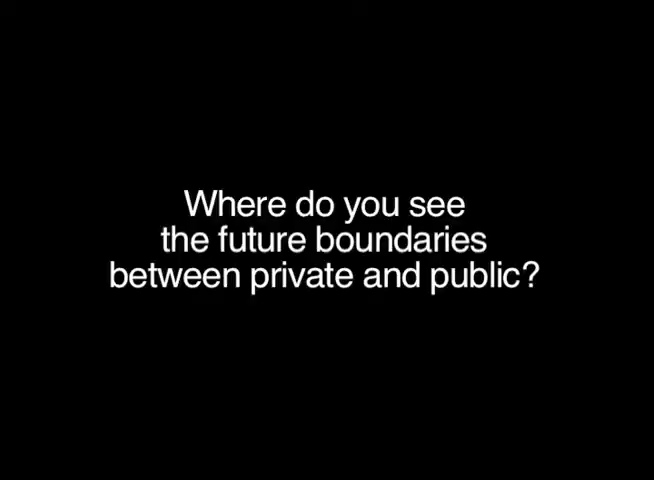 Where do you see
the future boundaries
between private and public?